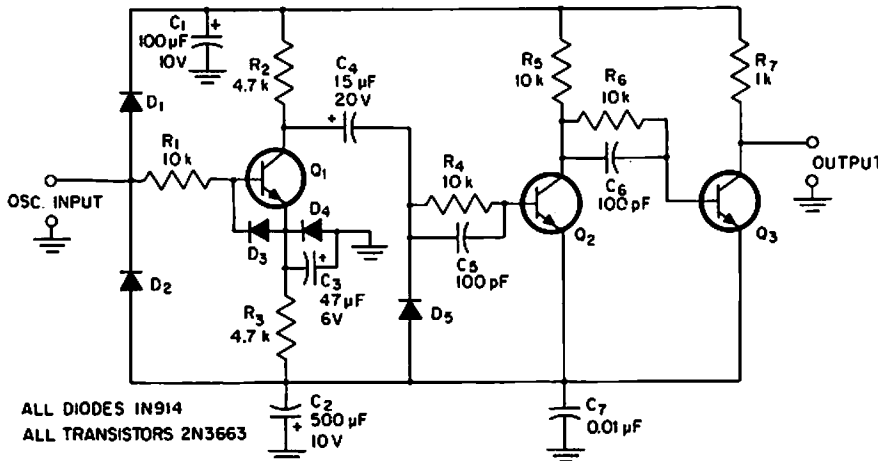 C1
100µF
10V
R2
4.7k
C4
15 µF
20V
R5
10k
R6
10k
R7
1k
D1
R1
10k
Q1
OSC. INPUT
D3
D4
R4
10k
C6
100pF
OUTPUT
Q2
Q3
D2
C3
47µF
6V
R3
4.7k
C5
100pF
D5
ALL DIODES IN914
ALL TRANSISTORS 2N3663
C2
500µF
10V
C7
0.01µF